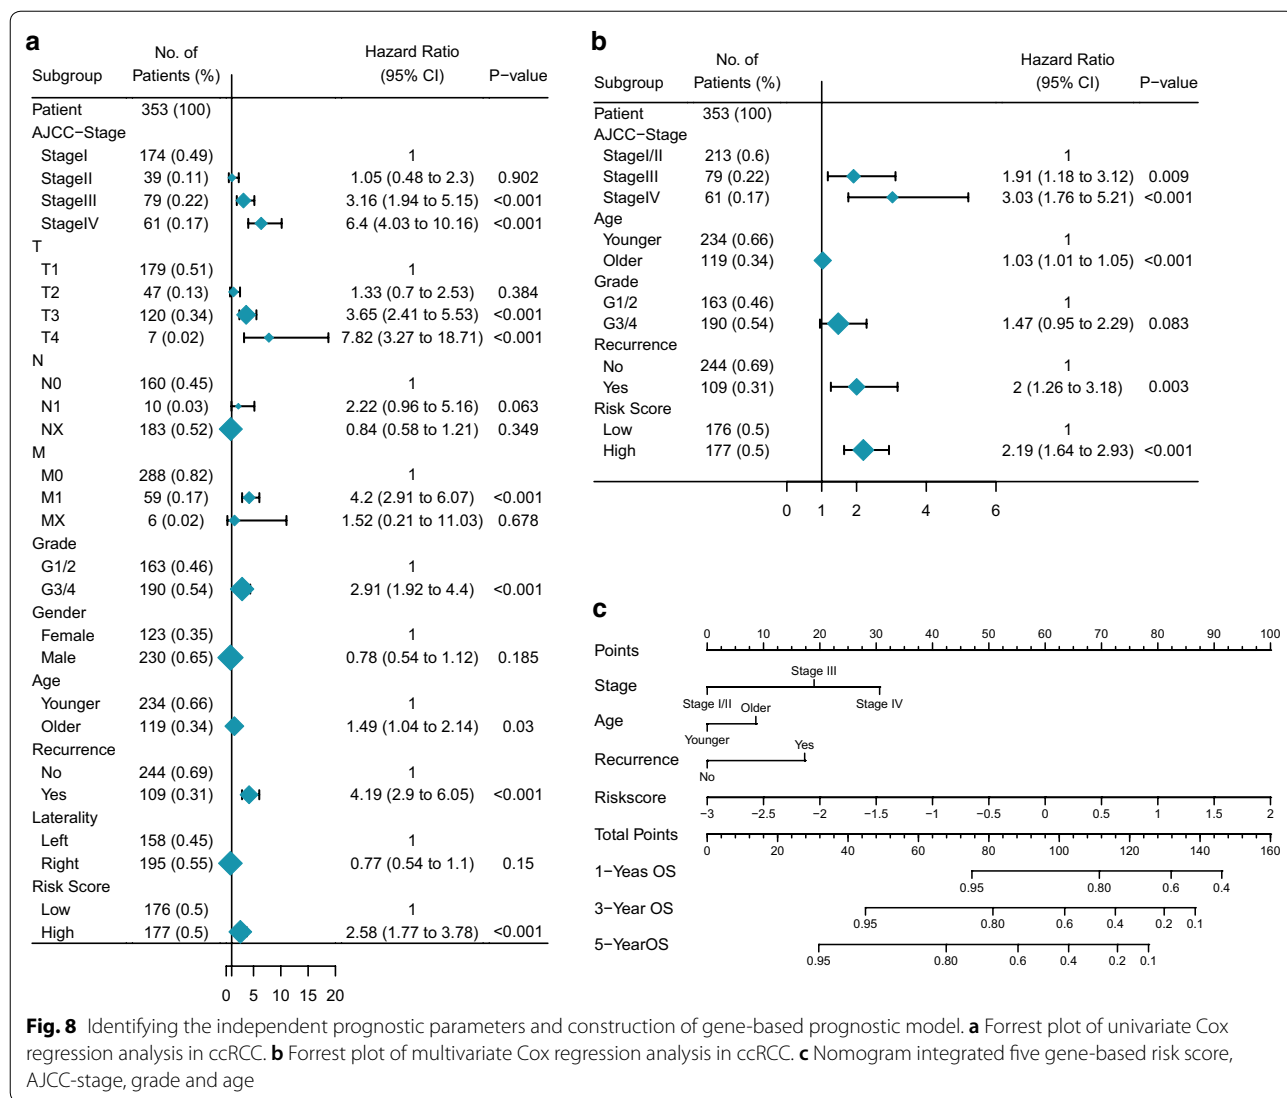 a
No. of Hazard Ratio
Subgroup Patients (%) (95% CI) P−value
Patient 353 (100)
AJCC−Stage
StageI 174 (0.49) 1
StageII 39 (0.11) 1.05 (0.48 to 2.3) 0.902
StageIII 79 (0.22) 3.16 (1.94 to 5.15) <0.001
StageIV 61 (0.17) 6.4 (4.03 to 10.16) <0.001
T
T1 179 (0.51) 1
T2 47 (0.13) 1.33 (0.7 to 2.53) 0.384
T3 120 (0.34) 3.65 (2.41 to 5.53) <0.001
T4 7 (0.02) 7.82 (3.27 to 18.71) <0.001
N
N0 160 (0.45) 1
N1 10 (0.03) 2.22 (0.96 to 5.16) 0.063
NX 183 (0.52) 0.84 (0.58 to 1.21) 0.349
M
M0 288 (0.82) 1
M1 59 (0.17) 4.2 (2.91 to 6.07) <0.001
MX 6 (0.02) 1.52 (0.21 to 11.03) 0.678
Grade
G1/2 163 (0.46) 1
G3/4 190 (0.54) 2.91 (1.92 to 4.4) <0.001
Gender
Female 123 (0.35) 1
Male 230 (0.65) 0.78 (0.54 to 1.12) 0.185
Age
Younger 234 (0.66) 1
Older 119 (0.34) 1.49 (1.04 to 2.14) 0.03
Recurrence
No 244 (0.69) 1
Yes 109 (0.31) 4.19 (2.9 to 6.05) <0.001
Laterality
Left 158 (0.45) 1
Right 195 (0.55) 0.77 (0.54 to 1.1) 0.15
Risk Score
Low 176 (0.5) 1
High 177 (0.5) 2.58 (1.77 to 3.78) <0.001
0 5 10 15 20
b
No. of Hazard Ratio
Subgroup Patients (%) (95% CI) P−value
Patient 353 (100)
AJCC−Stage
StageI/II 213 (0.6) 1
StageIII 79 (0.22) 1.91 (1.18 to 3.12) 0.009
StageIV 61 (0.17) 3.03 (1.76 to 5.21) <0.001
Age
Younger 234 (0.66) 1
Older 119 (0.34) 1.03 (1.01 to 1.05) <0.001
Grade
G1/2 163 (0.46) 1
G3/4 190 (0.54) 1.47 (0.95 to 2.29) 0.083
Recurrence
No 244 (0.69) 1
Yes 109 (0.31) 2 (1.26 to 3.18) 0.003
Risk Score
Low 176 (0.5) 1
High 177 (0.5) 2.19 (1.64 to 2.93) <0.001
0 1 2 4 6
c
0 10 20 30 40 50 60 70 80 90 100
Points
Stage III
Stage
Stage I/II Stage IV
Older
Age
Younger
Yes
Recurrence
No
Riskscore
−3 −2.5 −2 −1.5 −1 −0.5 0 0.5 1 1.5 2
Total Points
0 20 40 60 80 100 120 140 160
1−Yeas OS
0.95 0.80 0.6 0.4
3−Year OS
0.95 0.80 0.6 0.4 0.2 0.1
5−YearOS
0.95 0.80 0.6 0.4 0.2 0.1
Fig. 8 Identifying the independent prognostic parameters and construction of gene-based prognostic model. a Forrest plot of univariate Cox
regression analysis in ccRCC. b Forrest plot of multivariate Cox regression analysis in ccRCC. c Nomogram integrated five gene-based risk score,
AJCC-stage, grade and age